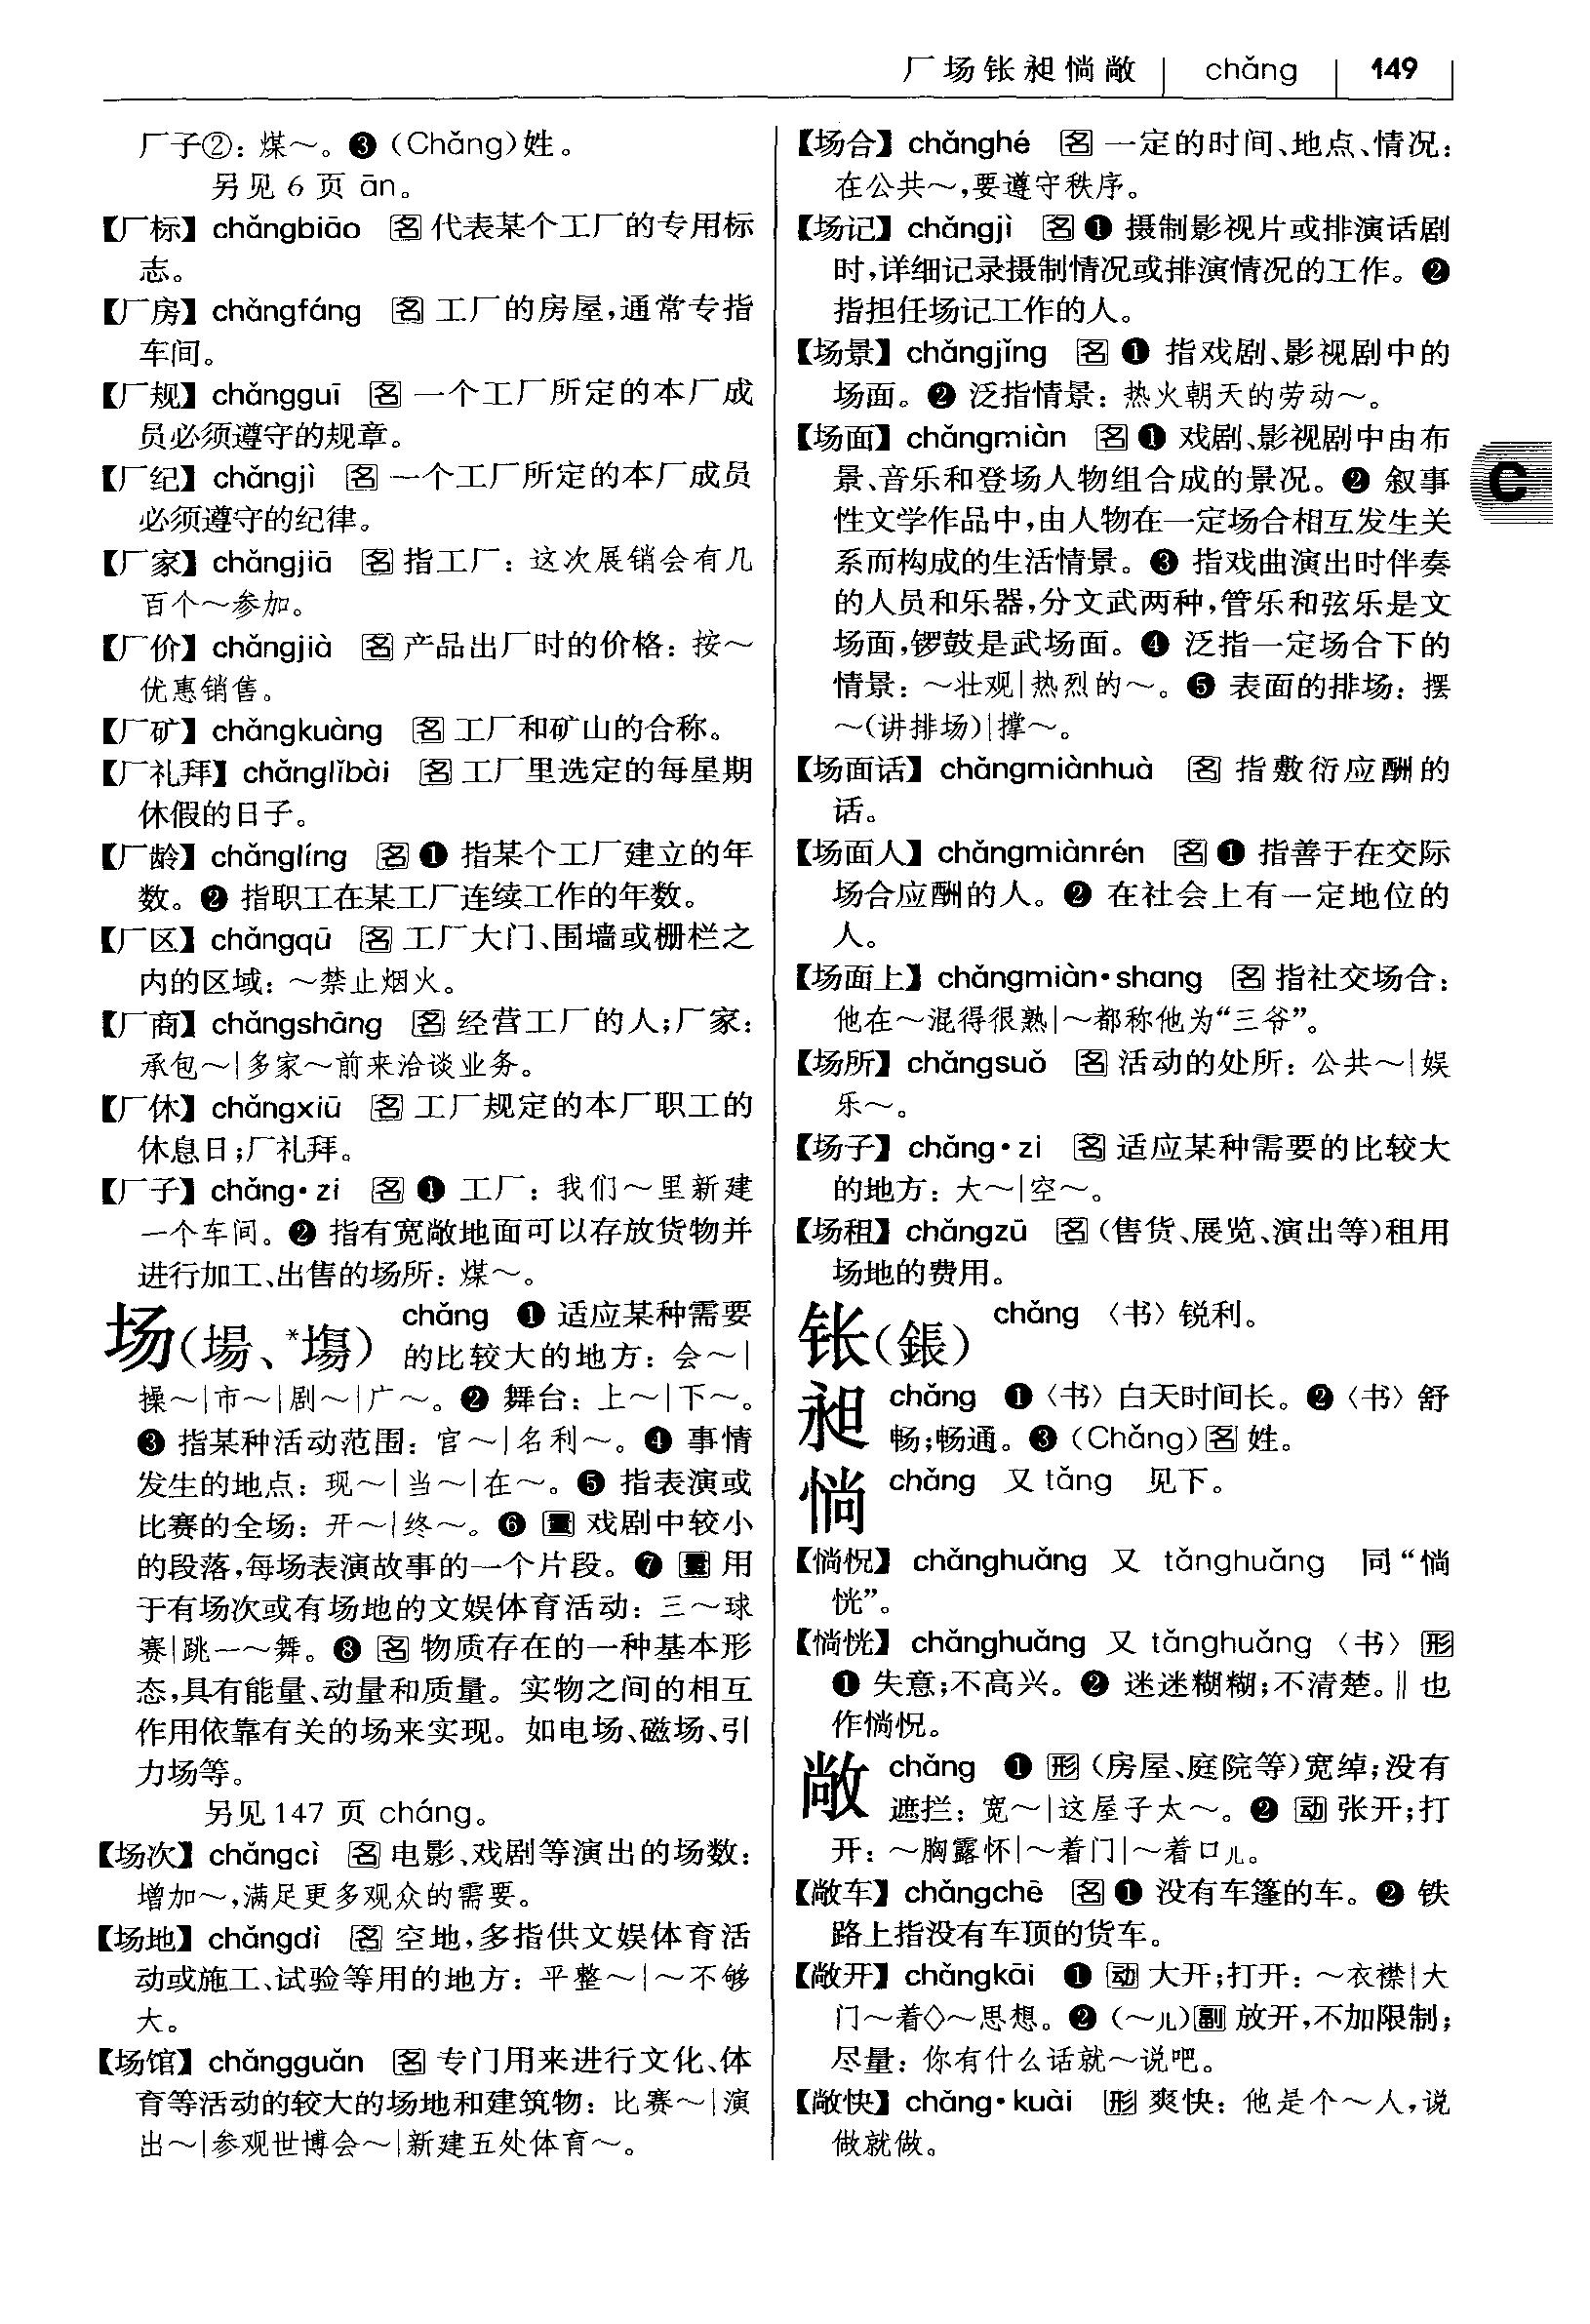 厂场𬬮昶惝敞 | chǎng | 149
厂子②：煤～。❸（Chǎng）姓。
另见 6 页 ān。
【厂标】chǎngbiāo 名 代表某个工厂的专用标
志。
【厂房】chǎngfáng 名 工厂的房屋，通常专指
车间。
【厂规】chǎngguī 名 一个工厂所定的本厂成
员必须遵守的规章。
【厂纪】chǎngjì 名 一个工厂所定的本厂成员
必须遵守的纪律。
【厂家】chǎngjiā 名 指工厂：这次展销会有几
百个～参加。
【厂价】chǎngjià 名 产品出厂时的价格：按～
优惠销售。
【厂矿】chǎngkuàng 名 工厂和矿山的合称。
【厂礼拜】chǎnglǐbài 名 工厂里选定的每星期
休假的日子。
【厂龄】chǎnglíng 名 ❶ 指某个工厂建立的年
数。❷ 指职工在某工厂连续工作的年数。
【厂区】chǎngqū 名 工厂大门、围墙或栅栏之
内的区域：～禁止烟火。
【厂商】chǎngshāng 名 经营工厂的人；厂家：
承包～|多家～前来洽谈业务。
【厂休】chǎngxiū 名 工厂规定的本厂职工的
休息日；厂礼拜。
【厂子】chǎng·zi 名 ❶ 工厂：我们～里新建
一个车间。❷ 指有宽敞地面可以存放货物并
进行加工、出售的场所：煤～。
场（場、*塲） chǎng ❶ 适应某种需要
的比较大的地方：会～|
操～|市～|剧～|广～。❷ 舞台：上～|下～。
❸ 指某种活动范围：官～|名利～。❹ 事情
发生的地点：现～|当～|在～。❺ 指表演或
比赛的全场：开～|终～。❻ 量 戏剧中较小
的段落，每场表演故事的一个片段。❼ 量 用
于有场次或有场地的文娱体育活动：三～球
赛|跳一～舞。❽ 名 物质存在的一种基本形
态，具有能量、动量和质量。实物之间的相互
作用依靠有关的场来实现。如电场、磁场、引
力场等。
另见 147 页 cháng。
【场次】chǎngcì 名 电影、戏剧等演出的场数：
增加～，满足更多观众的需要。
【场地】chǎngdì 名 空地，多指供文娱体育活
动或施工、试验等用的地方：平整～|～不够
大。
【场馆】chǎngguǎn 名 专门用来进行文化、体
育等活动的较大的场地和建筑物：比赛～|演
出～|参观世博会～|新建五处体育～。
【场合】chǎnghé 名 一定的时间、地点、情况：
在公共～，要遵守秩序。
【场记】chǎngjì 名 ❶ 摄制影视片或排演话剧
时，详细记录摄制情况或排演情况的工作。❷
指担任场记工作的人。
【场景】chǎngjǐng 名 ❶ 指戏剧、影视剧中的
场面。❷ 泛指情景：热火朝天的劳动～。
【场面】chǎngmiàn 名 ❶ 戏剧、影视剧中由布
景、音乐和登场人物组合成的景况。❷ 叙事
性文学作品中，由人物在一定场合相互发生关
系而构成的生活情景。❸ 指戏曲演出时伴奏
的人员和乐器，分文武两种，管乐和弦乐是文
场面，锣鼓是武场面。❹ 泛指一定场合下的
情景：～壮观|热烈的～。❺ 表面的排场：摆
～（讲排场）|撑～。
【场面话】chǎngmiànhuà 名 指敷衍应酬的
话。
【场面人】chǎngmiànrén 名 ❶ 指善于在交际
场合应酬的人。❷ 在社会上有一定地位的
人。
【场面上】chǎngmiàn·shang 名 指社交场合：
他在～混得很熟|～都称他为“三爷”。
【场所】chǎngsuǒ 名 活动的处所：公共～|娱
乐～。
【场子】chǎng·zi 名 适应某种需要的比较大
的地方：大～|空～。
【场租】chǎngzū 名（售货、展览、演出等）租用
场地的费用。
𬬮（鋹） chǎng 〈书〉锐利。
昶 chǎng ❶〈书〉白天时间长。❷〈书〉舒
畅；畅通。❸（Chǎng）名 姓。
惝 chǎng 又 tǎng 见下。
【惝怳】chǎnghuǎng 又 tǎnghuǎng 同“惝
恍”。
【惝恍】chǎnghuǎng 又 tǎnghuǎng〈书〉形
❶ 失意；不高兴。❷ 迷迷糊糊；不清楚。‖也
作惝怳。
敞 chǎng ❶ 形（房屋、庭院等）宽绰；没有
遮拦：宽～|这屋子太～。❷ 动 张开；打
开：～胸露怀|～着门|～着口儿。
【敞车】chǎngchē 名 ❶ 没有车篷的车。❷ 铁
路上指没有车顶的货车。
【敞开】chǎngkāi ❶ 动 大开；打开：～衣襟|大
门～着◇～思想。❷（～儿）副 放开，不加限制；
尽量：你有什么话就～说吧。
【敞快】chǎng·kuài 形 爽快：他是个～人，说
做就做。
C